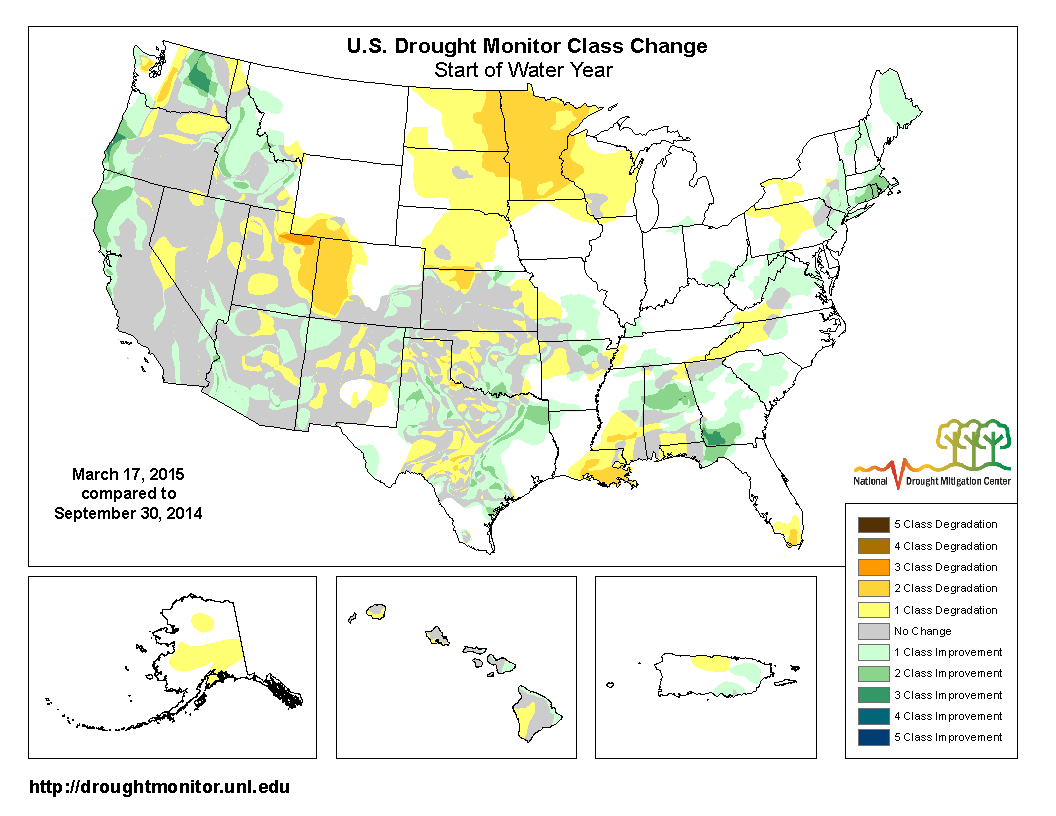 U.S. Drought Monitor Class Change
Start of Water Year
March 17, 2015
compared to
September 30, 2014
National Drought Mitigation Center
5 Class Degradation
4 Class Degradation
3 Class Degradation
2 Class Degradation
1 Class Degradation
No Change
1 Class Improvement
2 Class Improvement
3 Class Improvement
4 Class Improvement
5 Class Improvement
http://droughtmonitor.unl.edu